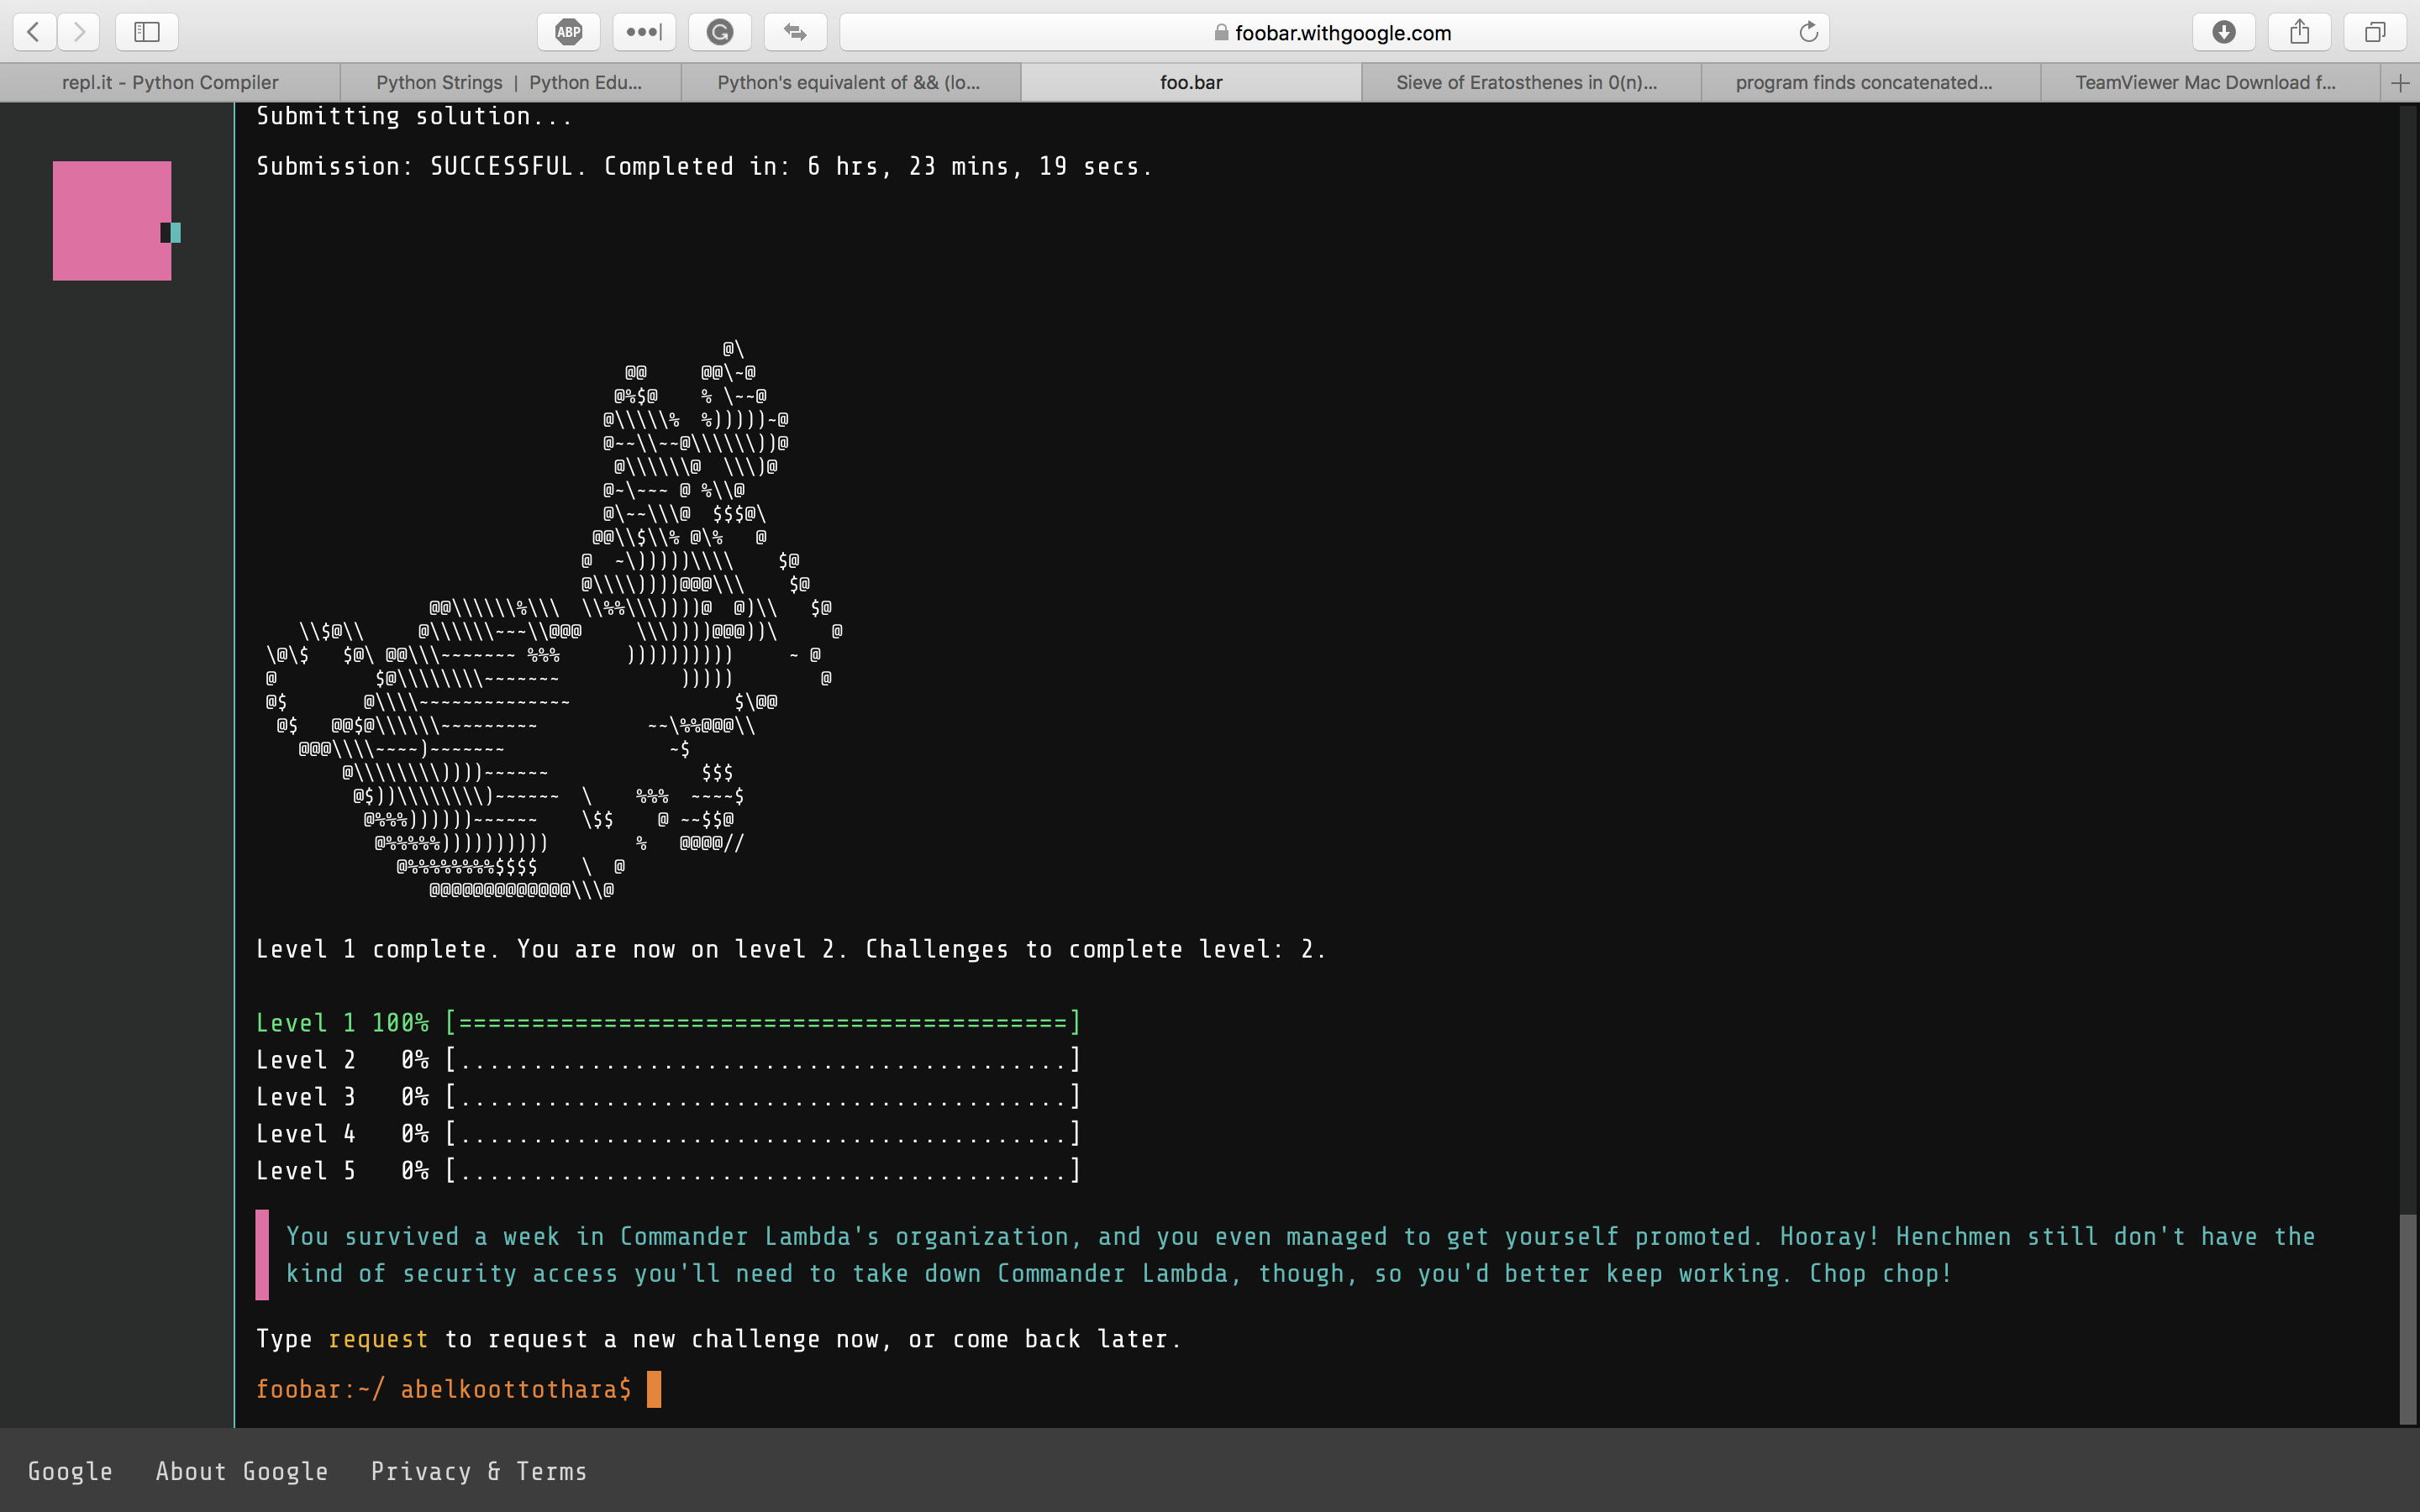 ABP
foobar.withgoogle.com
repl.it - Python Compiler
Python Strings | Python Edu...
Python's equivalent of && (lo...
foo.bar
Sieve of Eratosthenes in 0(n)...
program finds concatenated...
TeamViewer Mac Download f...
Submitting solution...
Submission: SUCCESSFUL. Completed in: 6 hrs, 23 mins, 19 secs.
Level 1 complete. You are now on level 2. Challenges to complete level: 2.
Level 1 100% [==========================================]
Level 2 0% [..........................................]
Level 3 0% [..........................................]
Level 4 0% [..........................................]
Level 5 0% [..........................................]
You survived a week in Commander Lambda's organization, and you even managed to get yourself promoted. Hooray! Henchmen still don't have the
kind of security access you'll need to take down Commander Lambda, though, so you'd better keep working. Chop chop!
Type request to request a new challenge now, or come back later.
foobar:~/ abelkoottothara$
Google About Google Privacy & Terms